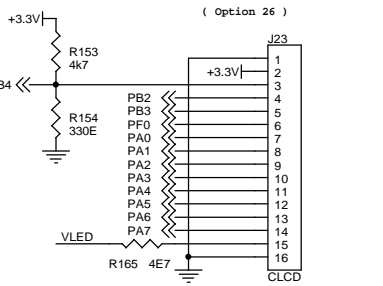 ( Option 26 )
+3.3V
J23
R153
4k7
1
+3.3V
2
B4
3
PB2
4
PB3
5
R154
330E
PF0
6
PA0
7
PA1
8
PA2
9
PA3
10
PA4
11
PA5
12
PA6
13
PA7
14
VLED
15
16
R165 4E7
CLCD